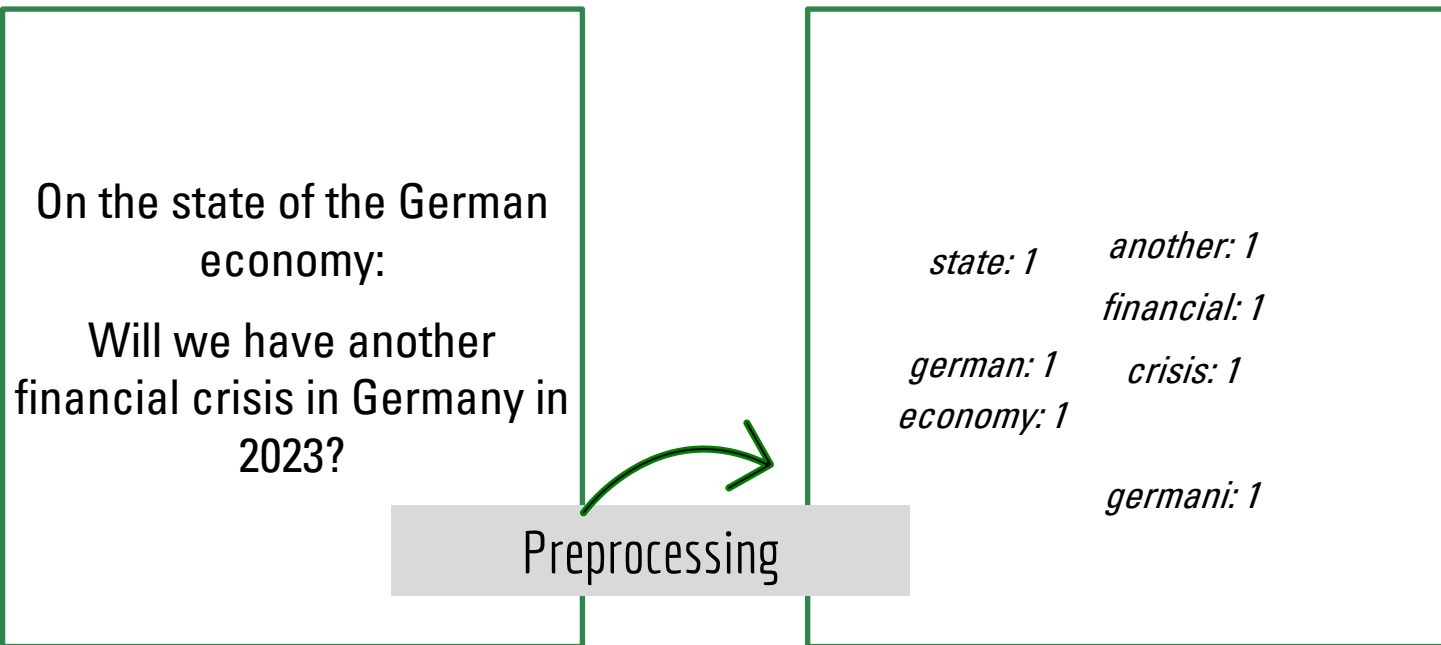 On the state of the German
economy:
Will we have another
financial crisis in Germany in
2023?
Preprocessing
state: 1
german: 1
economy: 1
another: 1
financial: 1
crisis: 1
germani: 1